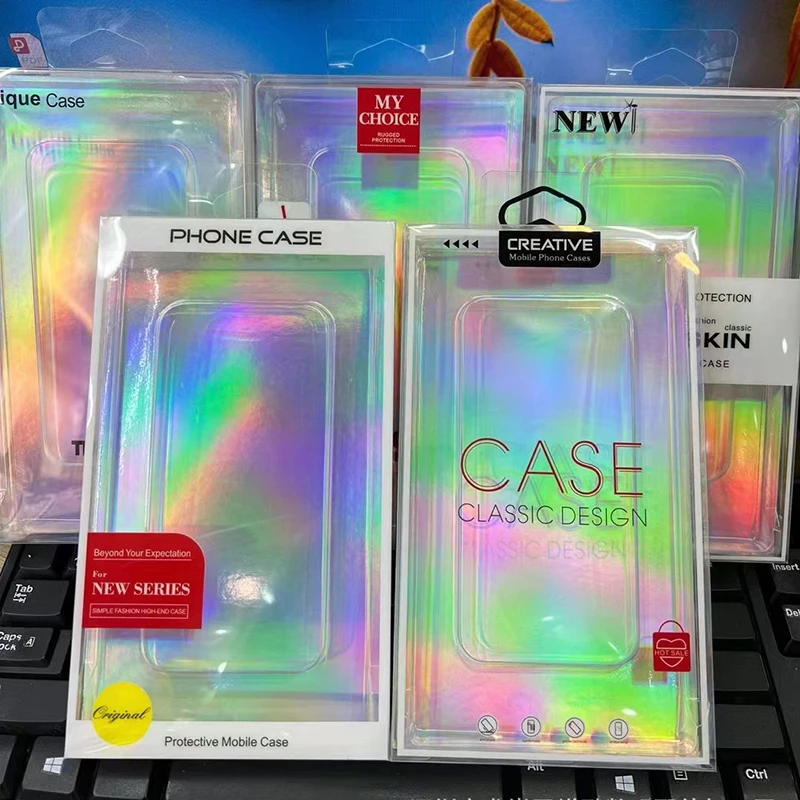 ique Case
MY
CHOICE
RUGGED
PROTECTION
NEW
PHONE CASE
Beyond Your Expectation
For
NEW SERIES
SIMPLE FASHION HIGH-END CASE
Original
Protective Mobile Case
CREATIVE
Mobile Phone Cases
CASE
CLASSIC DESIGN
HOT SALE
OTECTION
classic
SKIN
CASE
Tab
Caps
Lock
A
Alt
Insert
Del
Ctrl